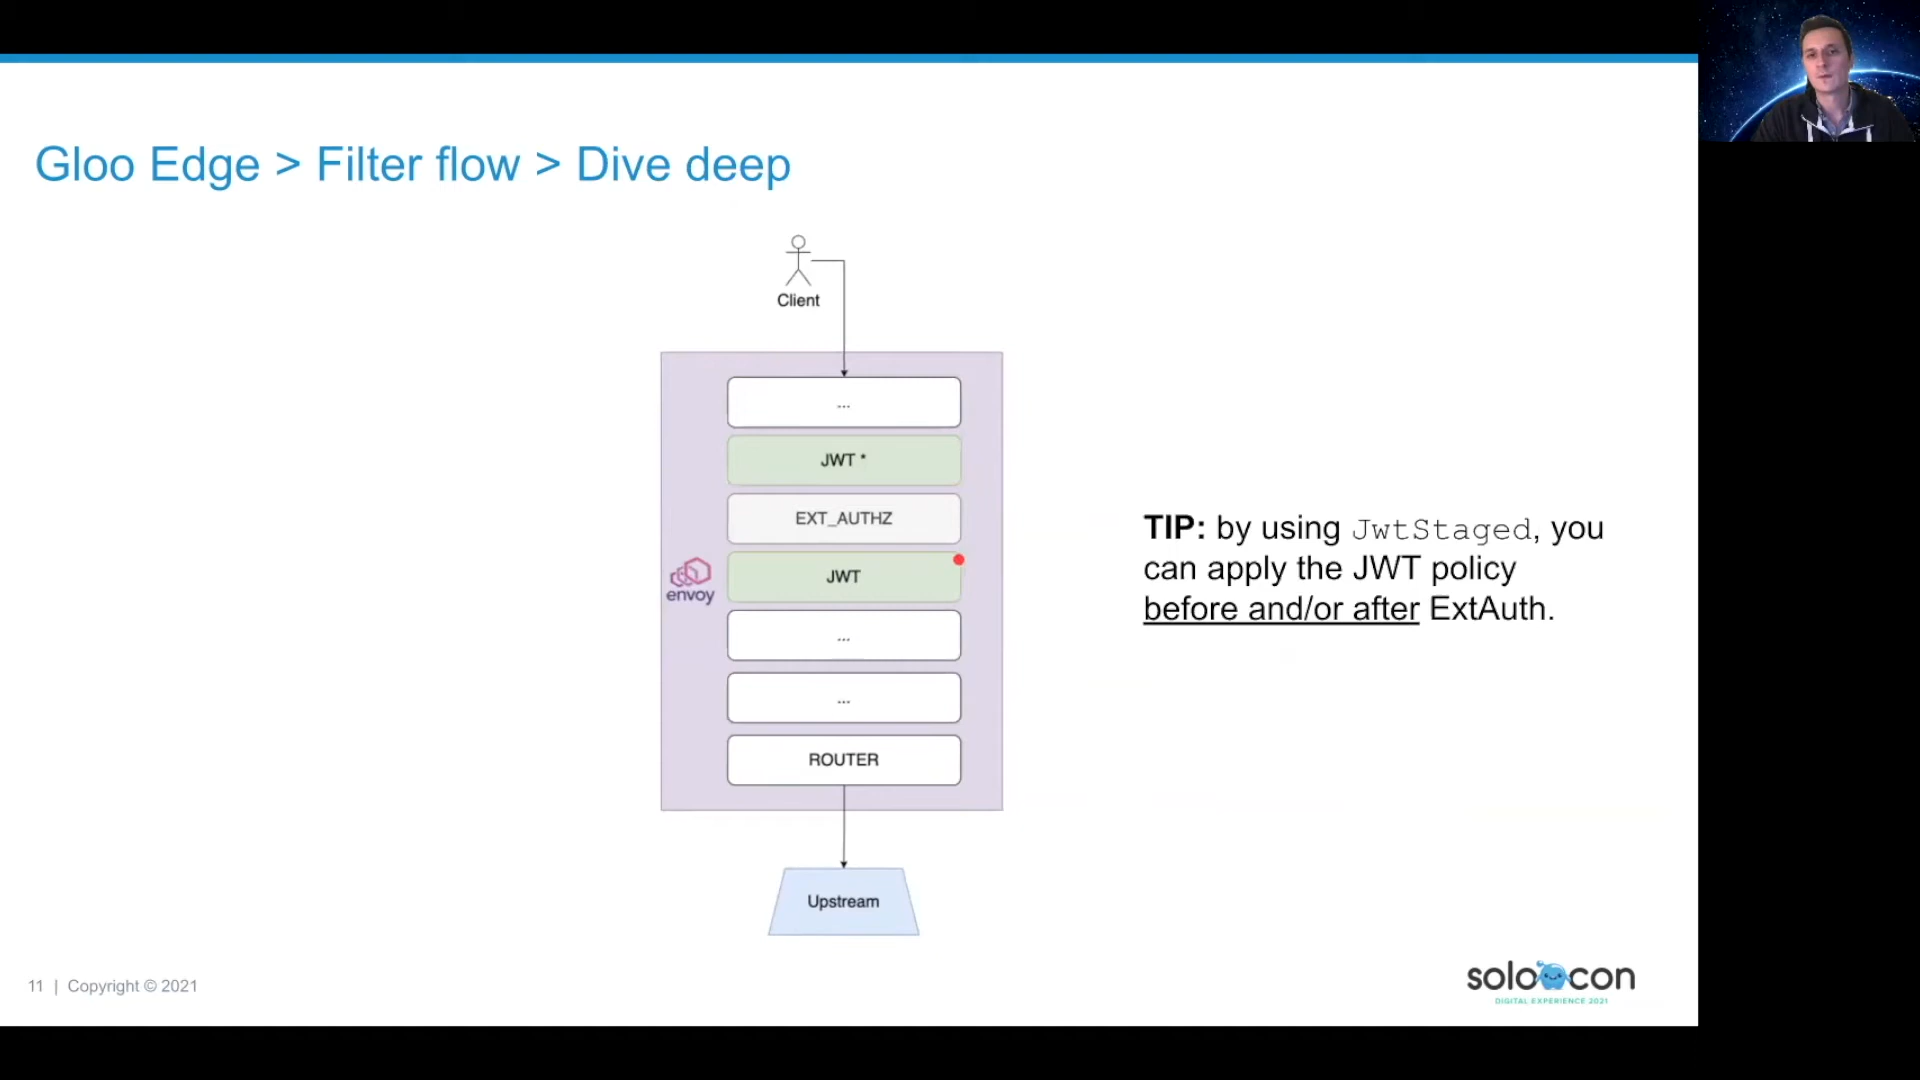 Gloo Edge > Filter flow > Dive deep
Client
...
JWT *
EXT_AUTHZ
JWT
envoy
...
...
ROUTER
Upstream
TIP: by using JwtStaged, you
can apply the JWT policy
before and/or after ExtAuth.
11 | Copyright © 2021
solo con
DIGITAL EXPERIENCE 2021